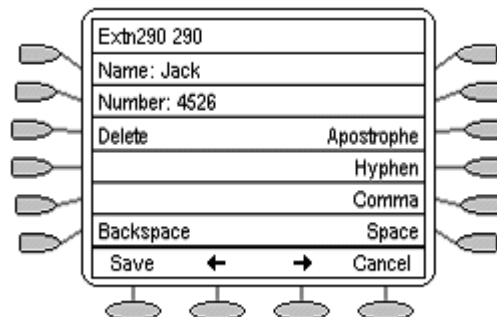 Extn290 290
Name: Jack
Number: 4526
Delete Apostrophe
Hyphen
Comma
Backspace Space
Save ← → Cancel